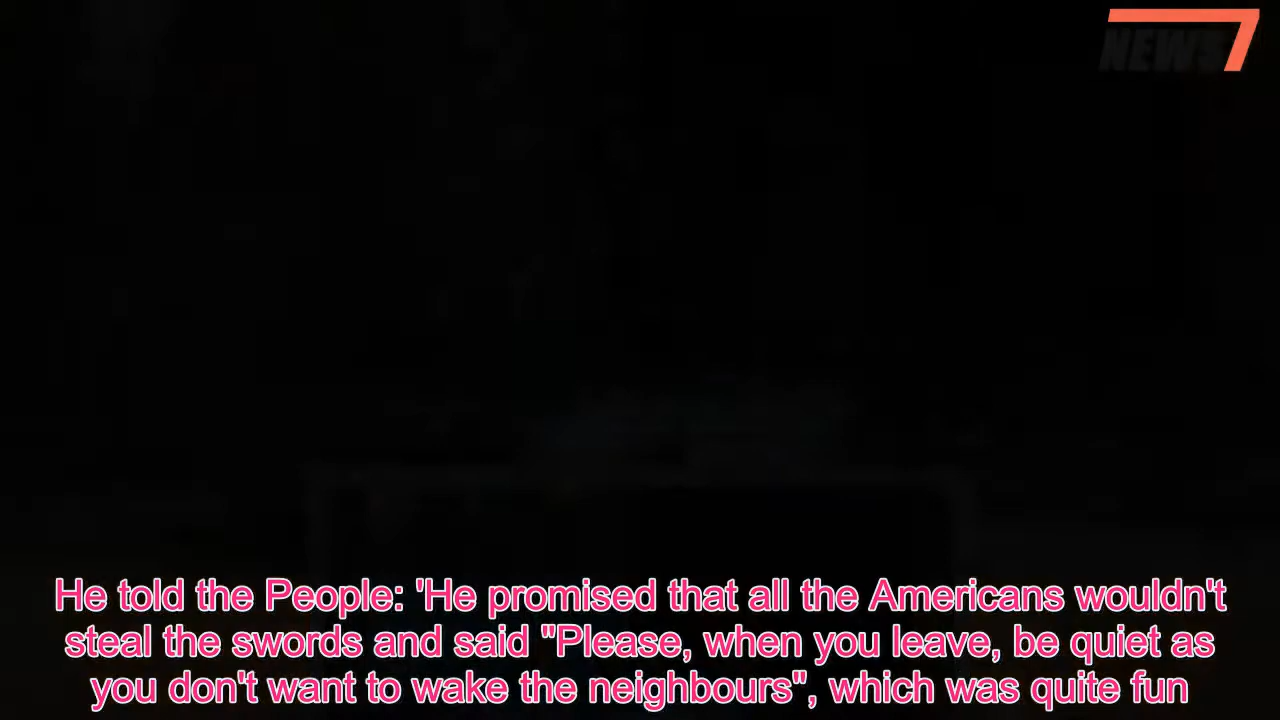 NEWS7
He told the People: 'He promised that all the Americans wouldn't
steal the swords and said "Please, when you leave, be quiet as
you don't want to wake the neighbours", which was quite fun